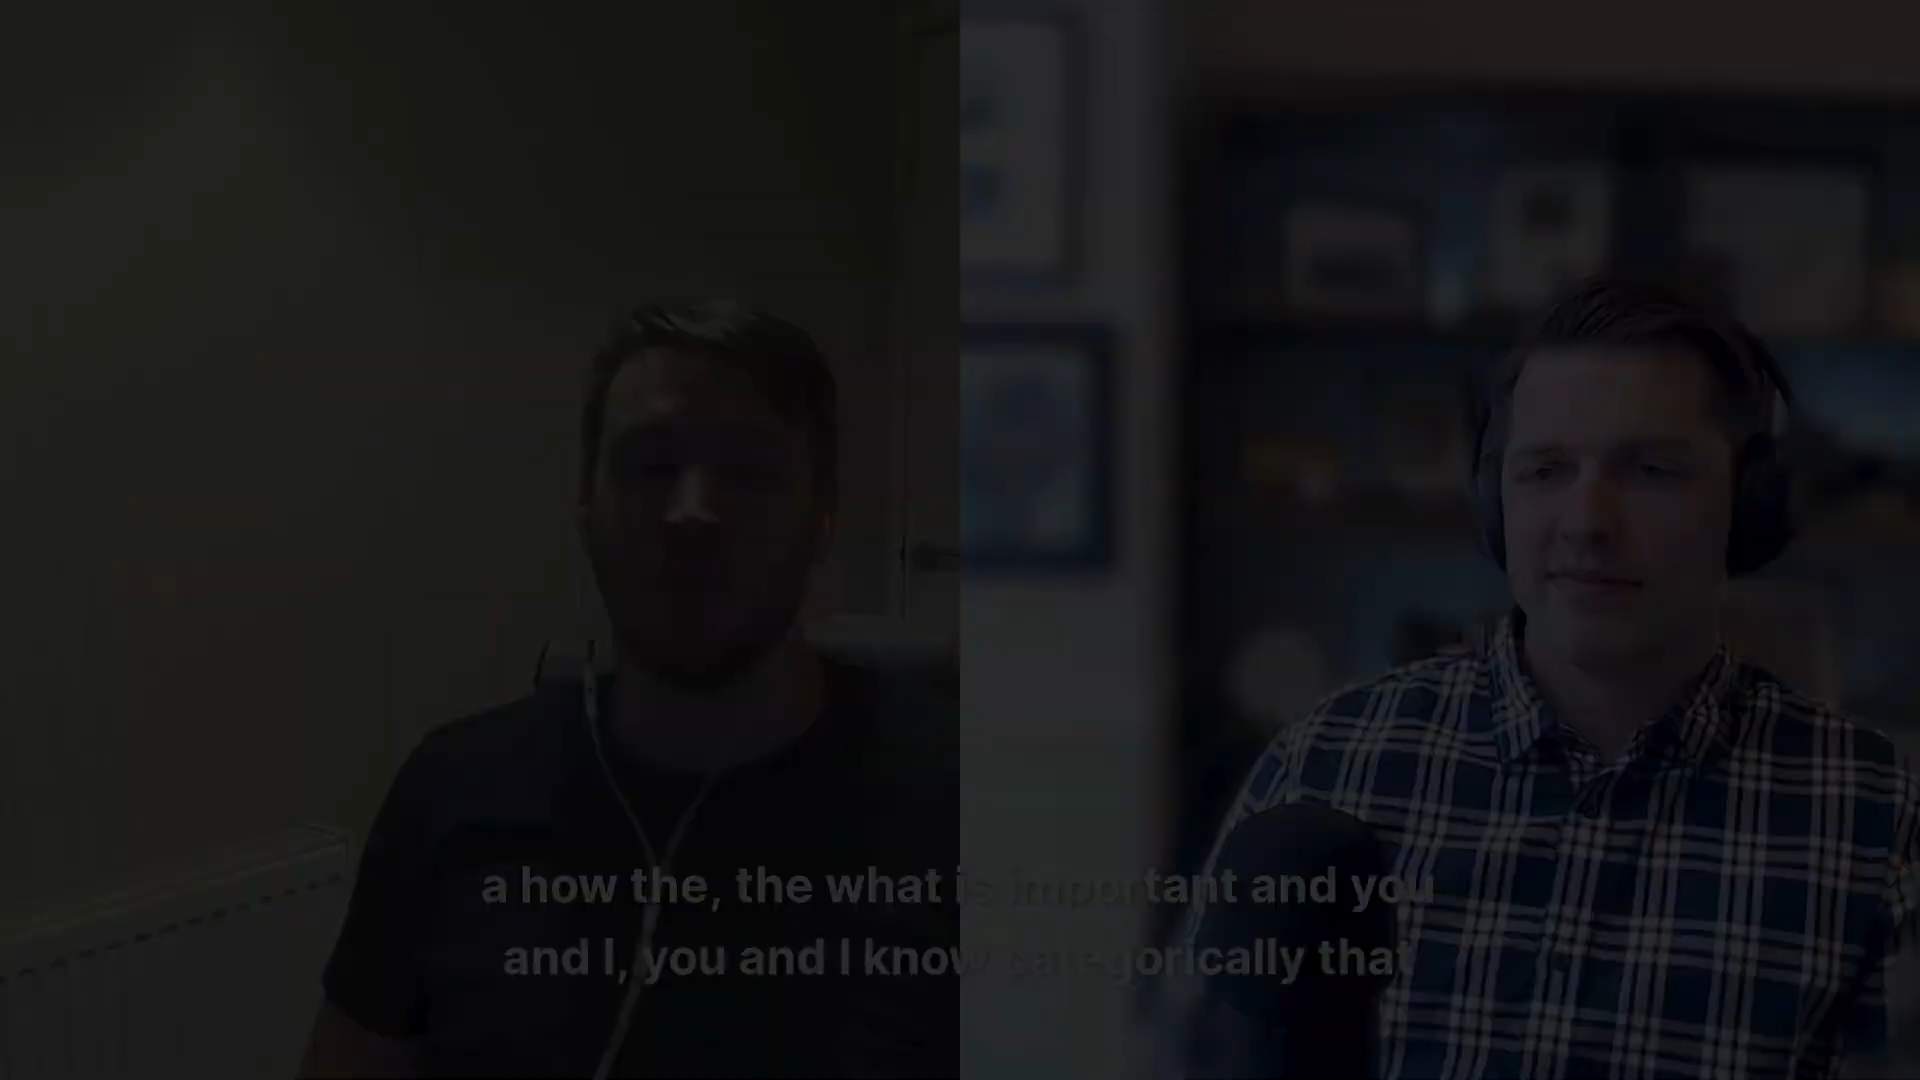 a how the, the what is important and you
and I, you and I know categorically that